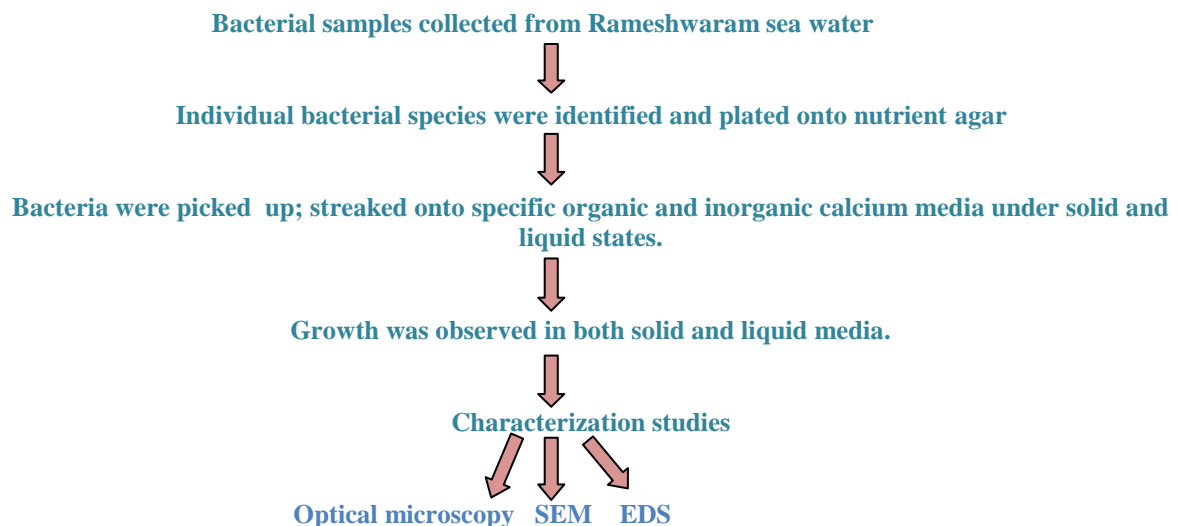 Bacterial samples collected from Rameshwaram sea water
Individual bacterial species were identified and plated onto nutrient agar
Bacteria were picked up; streaked onto specific organic and inorganic calcium media under solid and
liquid states.
Growth was observed in both solid and liquid media.
Characterization studies
Optical microscopy SEM EDS